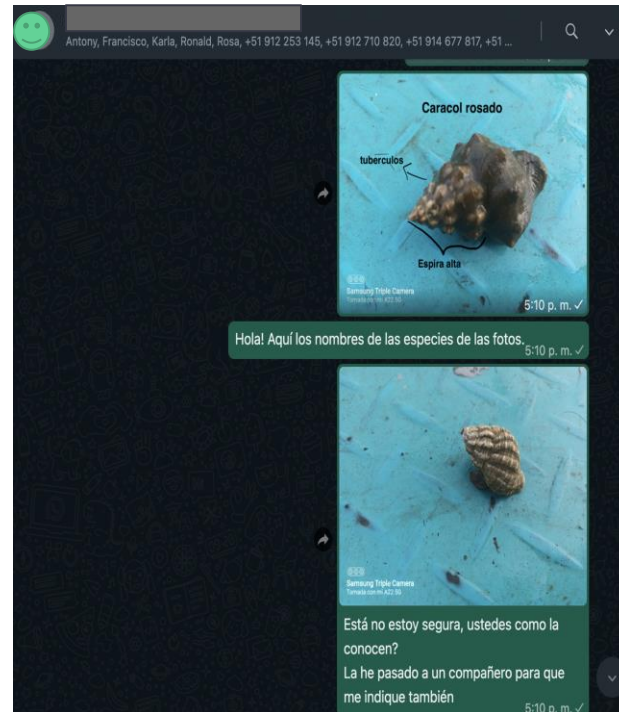 Antony, Francisco, Karla, Ronald, Rosa, +51 912 253 145, +51 912 710 820, +51 914 677 817, +51 ...
Caracol rosado
tubérculos
Espira alta
Samsung Triple Camera
5:10 p. m.
Hola! Aquí los nombres de las especies de las fotos.
5:10 p. m.
Samsung Triple Camera
Está no estoy segura, ustedes como la
conocen?
La he pasado a un compañero para que
me indique también
5:10 p. m.